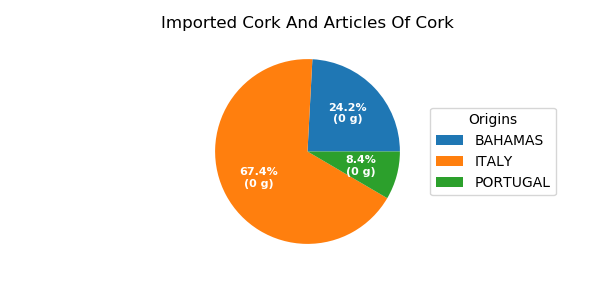 Imported Cork And Articles Of Cork
24.2%
(0 g)
67.4%
(0 g)
8.4%
(0 g)
Origins
BAHAMAS
ITALY
PORTUGAL